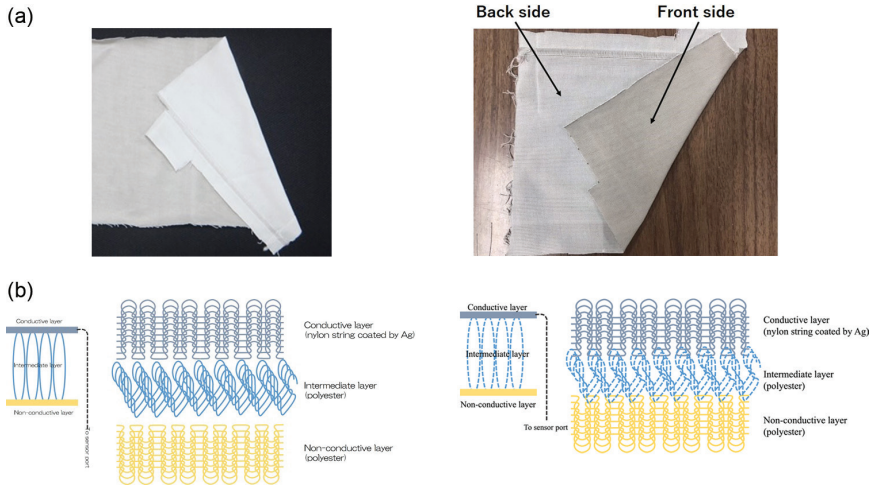 (a)
Back side
Front side
(b)
Conductive layer
Intermediate layer
Non-conductive layer
To sensor port
Conductive layer
(nylon string coated by Ag)
Intermediate layer
(polyester)
Non-conductive layer
(polyester)
Conductive layer
Intermediate layer
Non-conductive layer
To sensor port
Conductive layer
(nylon string coated by Ag)
Intermediate layer
(polyester)
Non-conductive layer
(polyester)